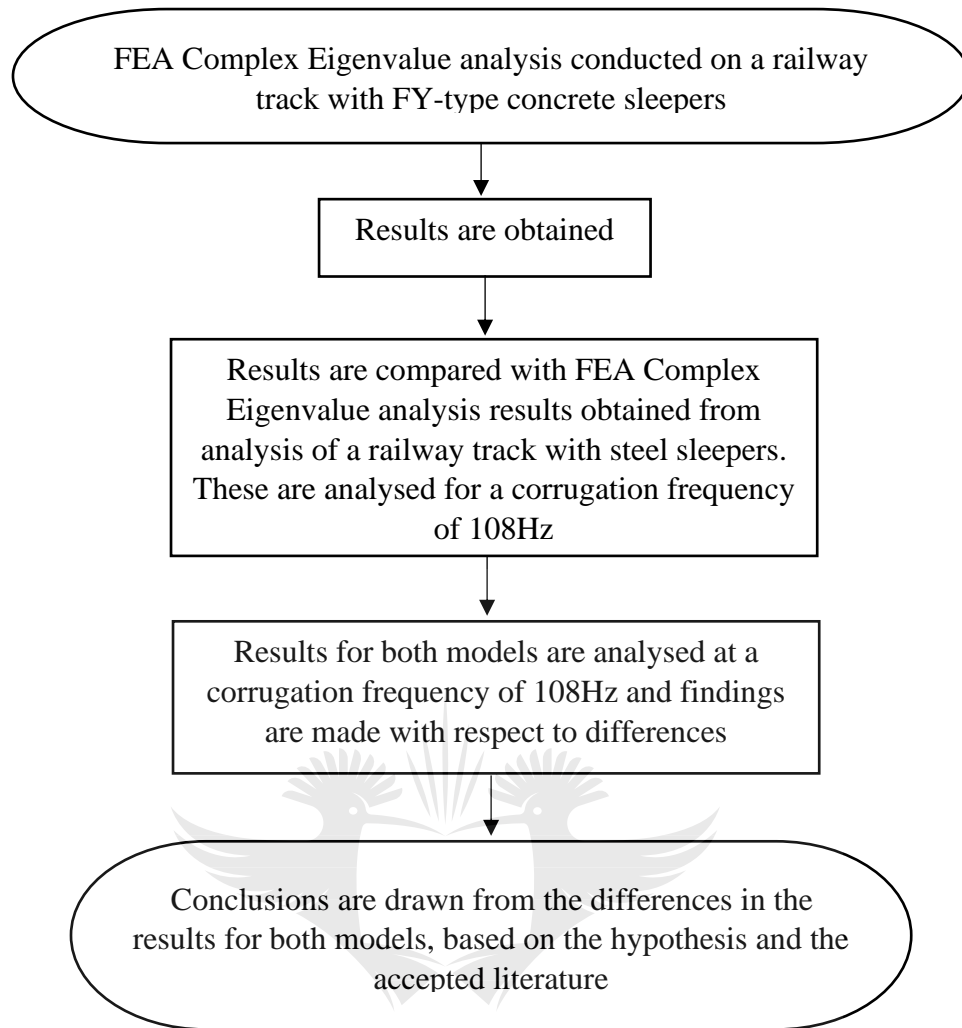 FEA Complex Eigenvalue analysis conducted on a railway
track with FY-type concrete sleepers
Results are obtained
Results are compared with FEA Complex
Eigenvalue analysis results obtained from
analysis of a railway track with steel sleepers.
These are analysed for a corrugation frequency
of 108Hz
Results for both models are analysed at a
corrugation frequency of 108Hz and findings
are made with respect to differences
Conclusions are drawn from the differences in the
results for both models, based on the hypothesis and the
accepted literature